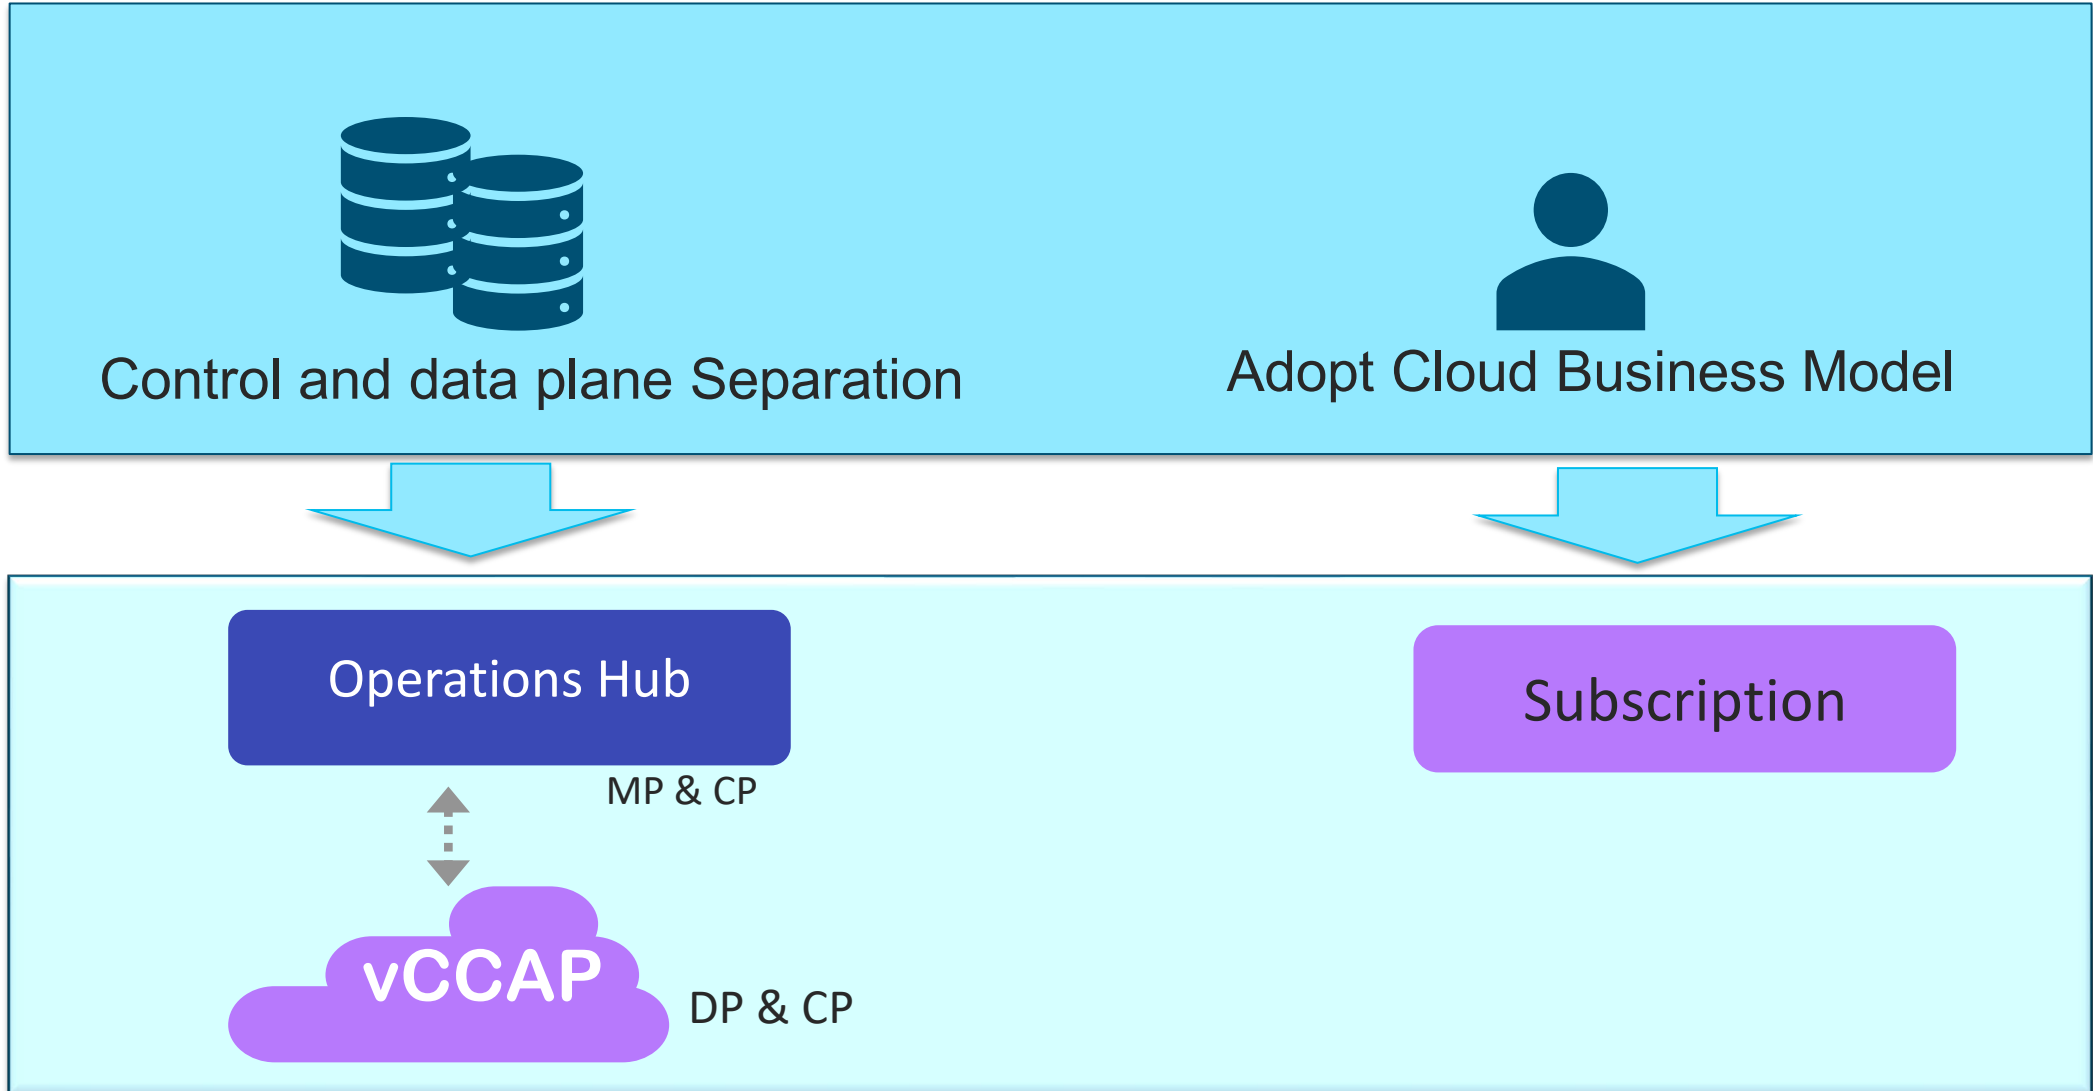 Control and data plane Separation
Adopt Cloud Business Model
Operations Hub
MP & CP
vCCAP
DP & CP
Subscription